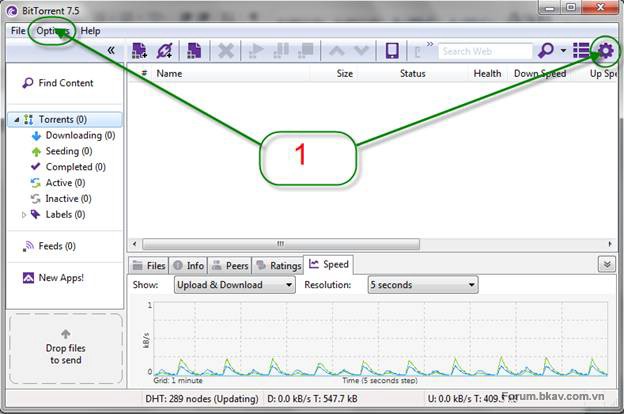 BitTorrent 7.5
File Options Help
Search Web
Find Content
# Name Size Status Health Down Speed Up Spe
Torrents (0)
Downloading (0)
Seeding (0)
Completed (0)
Active (0)
Inactive (0)
Labels (0)
Feeds (0)
New Apps!
Drop files
to send
1
Files Info Peers Ratings Speed
Show: Upload & Download Resolution: 5 seconds
1
kB/s
0
Grid: 1 minute Time (5 seconds step)
DHT: 289 nodes (Updating) D: 0.0 kB/s T: 547.7 kB U: 0.0 kB/s T: 409.
Forum.bkav.com.vn